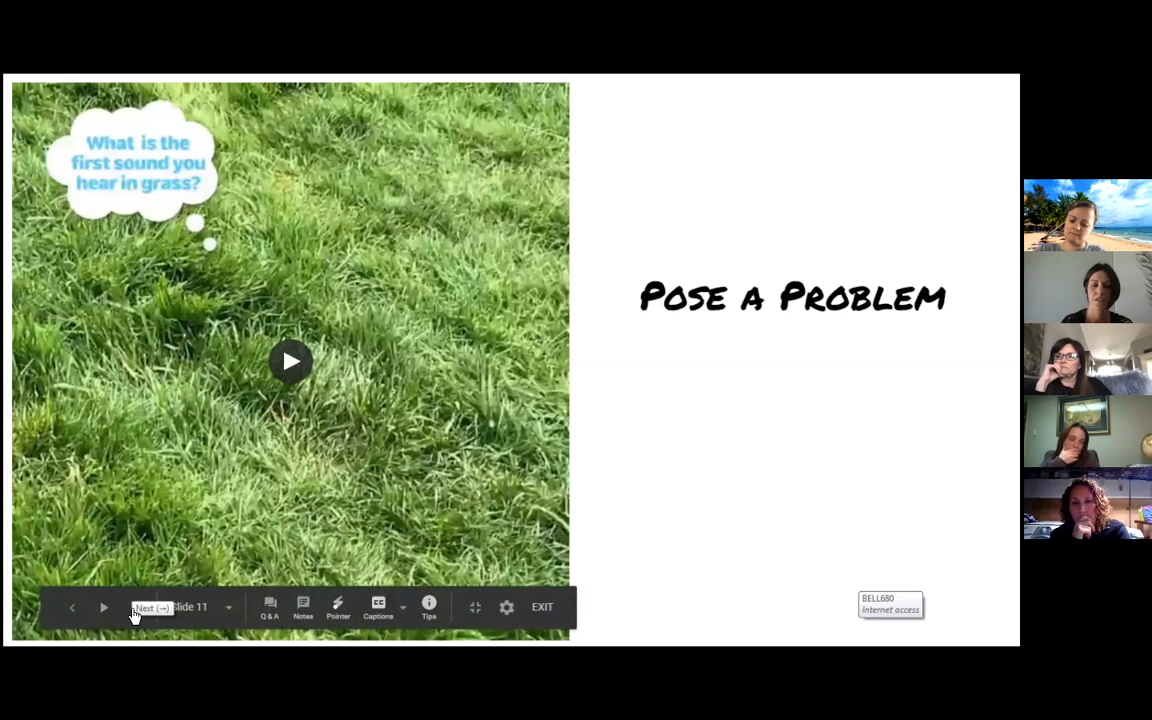 What is the
first sound you
hear in grass?
Pose a Problem
Next (→)
Slide 11
Q & A
Notes
Pointer
Captions
Tips
EXIT
BELL680
Internet access